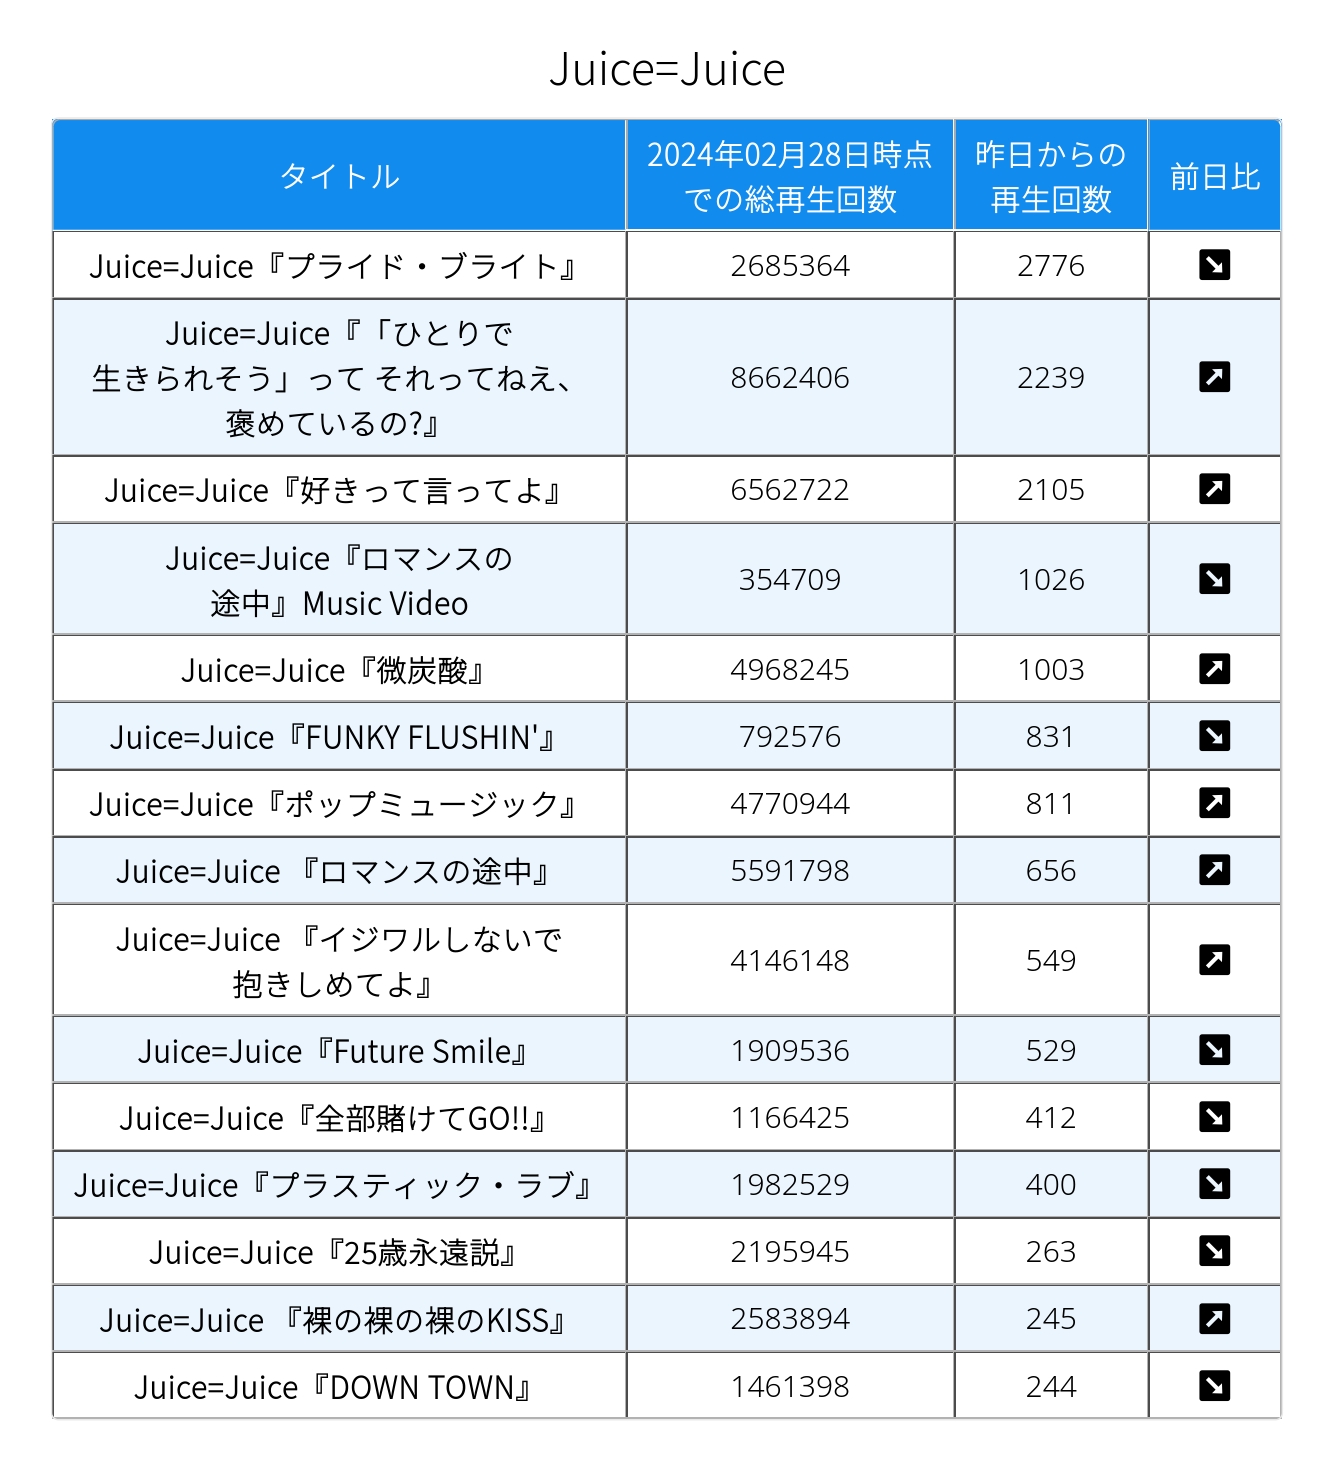 Juice=Juice
タイトル
2024年02月28日時点
での総再生回数
昨日からの
再生回数
前日比
Juice=Juice『プライド・ブライト』 2685364 2776 ↘
Juice=Juice『「ひとりで
生きられそう」って それってねえ、
褒めているの?』
8662406 2239 ↗
Juice=Juice『好きって言ってよ』 6562722 2105 ↗
Juice=Juice『ロマンスの
途中』Music Video
354709 1026 ↘
Juice=Juice『微炭酸』 4968245 1003 ↗
Juice=Juice『FUNKY FLUSHIN'』 792576 831 ↘
Juice=Juice『ポップミュージック』 4770944 811 ↗
Juice=Juice 『ロマンスの途中』 5591798 656 ↗
Juice=Juice 『イジワルしないで
抱きしめてよ』
4146148 549 ↗
Juice=Juice『Future Smile』 1909536 529 ↘
Juice=Juice『全部賭けてGO!!』 1166425 412 ↘
Juice=Juice『プラスティック・ラブ』 1982529 400 ↘
Juice=Juice『25歳永遠説』 2195945 263 ↘
Juice=Juice 『裸の裸の裸のKISS』 2583894 245 ↗
Juice=Juice『DOWN TOWN』 1461398 244 ↘